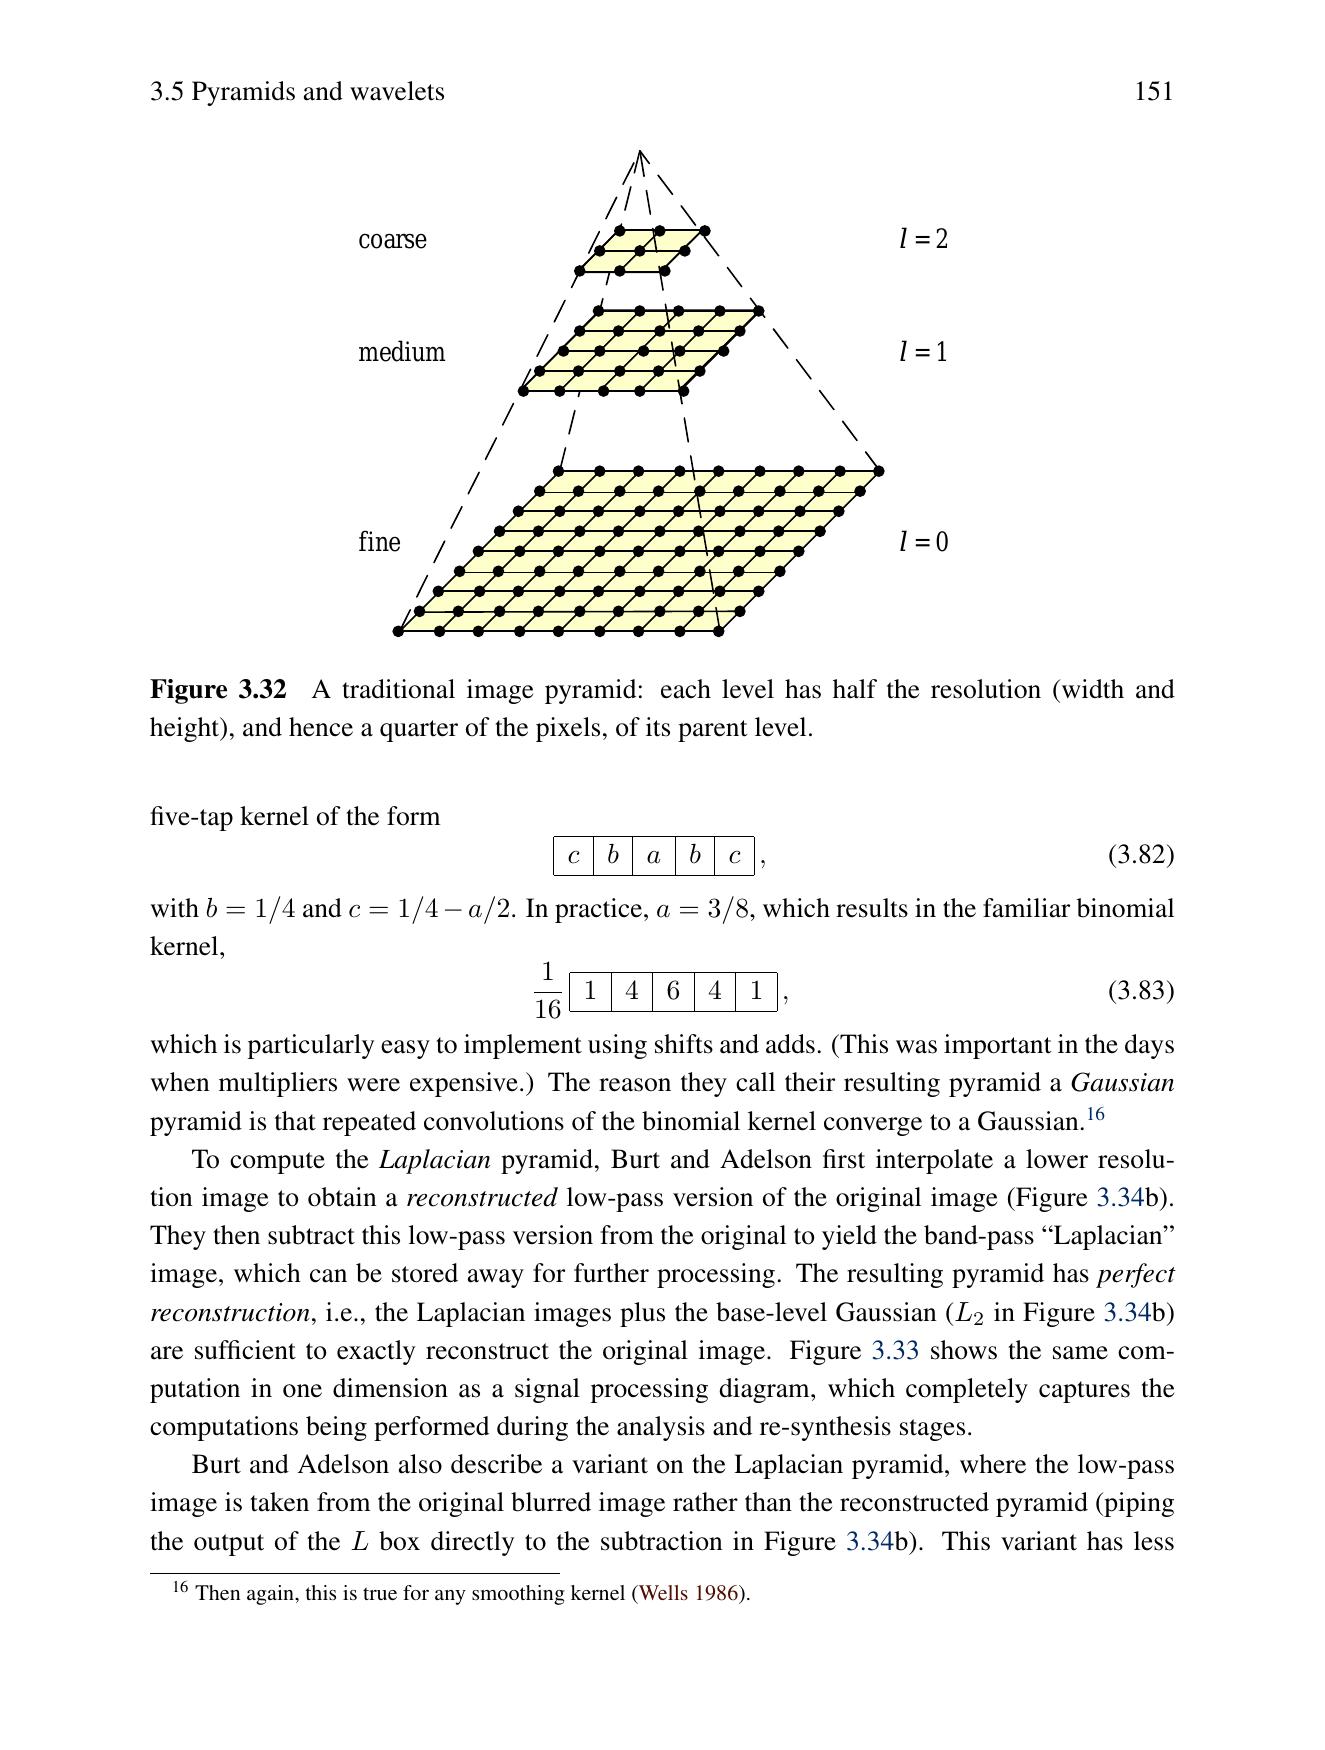 3.5 Pyramids and wavelets 151
coarse l = 2
medium l = 1
fine l = 0
Figure 3.32 A traditional image pyramid: each level has half the resolution (width and
height), and hence a quarter of the pixels, of its parent level.
five-tap kernel of the form
c b a b c , (3.82)
with b = 1/4 and c = 1/4 − a/2. In practice, a = 3/8, which results in the familiar binomial
kernel,
1/16 1 4 6 4 1 , (3.83)
which is particularly easy to implement using shifts and adds. (This was important in the days
when multipliers were expensive.) The reason they call their resulting pyramid a Gaussian
pyramid is that repeated convolutions of the binomial kernel converge to a Gaussian.16
To compute the Laplacian pyramid, Burt and Adelson first interpolate a lower resolu-
tion image to obtain a reconstructed low-pass version of the original image (Figure 3.34b).
They then subtract this low-pass version from the original to yield the band-pass “Laplacian”
image, which can be stored away for further processing. The resulting pyramid has perfect
reconstruction, i.e., the Laplacian images plus the base-level Gaussian (L2 in Figure 3.34b)
are sufficient to exactly reconstruct the original image. Figure 3.33 shows the same com-
putation in one dimension as a signal processing diagram, which completely captures the
computations being performed during the analysis and re-synthesis stages.
Burt and Adelson also describe a variant on the Laplacian pyramid, where the low-pass
image is taken from the original blurred image rather than the reconstructed pyramid (piping
the output of the L box directly to the subtraction in Figure 3.34b). This variant has less
16 Then again, this is true for any smoothing kernel (Wells 1986).